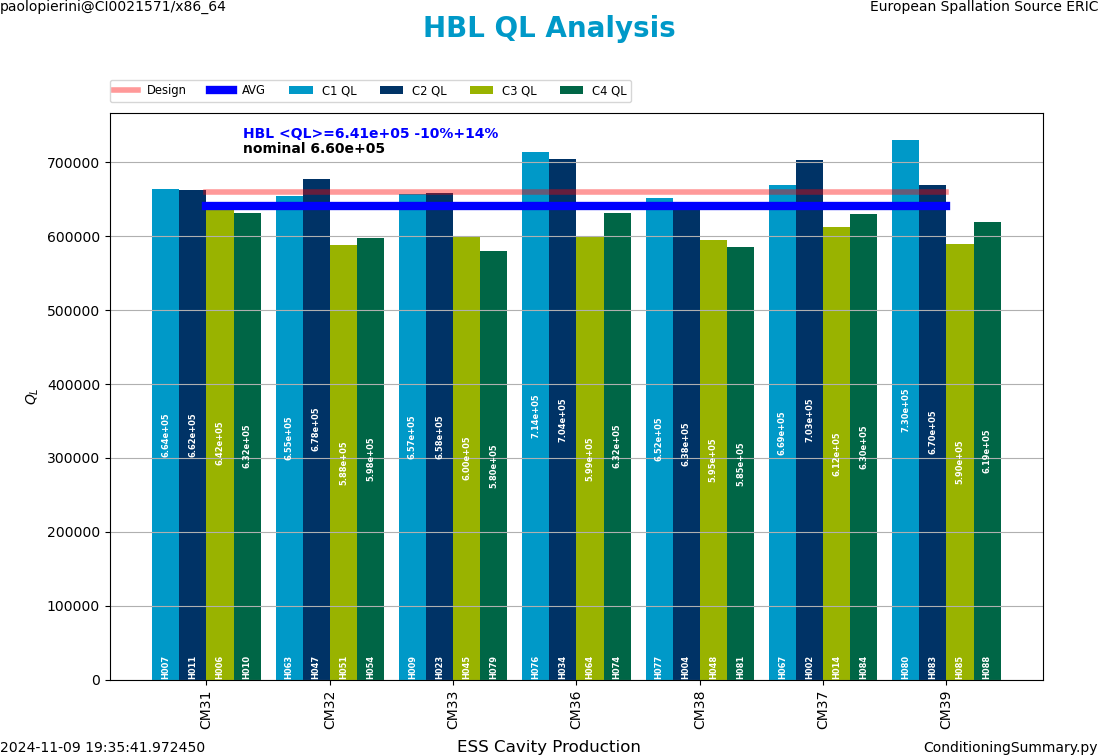 paolopierini@CI0021571/x86_64
European Spallation Source ERIC
HBL QL Analysis
Design AVG C1 QL C2 QL C3 QL C4 QL
HBL <QL>=6.41e+05 -10%+14%
nominal 6.60e+05
700000
600000
500000
400000
300000
200000
100000
0
QL
6.64e+05 6.62e+05 6.42e+05 6.32e+05 6.55e+05 6.78e+05 5.88e+05 5.98e+05 6.57e+05 6.58e+05 6.00e+05 5.80e+05 7.14e+05 7.04e+05 5.99e+05 6.32e+05 6.52e+05 6.38e+05 5.95e+05 5.85e+05 6.69e+05 7.03e+05 6.12e+05 6.30e+05 7.30e+05 6.70e+05 5.90e+05 6.19e+05
H007 H011 H006 H010 H063 H047 H051 H054 H009 H023 H045 H079 H076 H034 H064 H074 H077 H004 H048 H081 H067 H002 H014 H084 H080 H083 H085 H088
CM31 CM32 CM33 CM36 CM38 CM37 CM39
2024-11-09 19:35:41.972450
ESS Cavity Production
ConditioningSummary.py